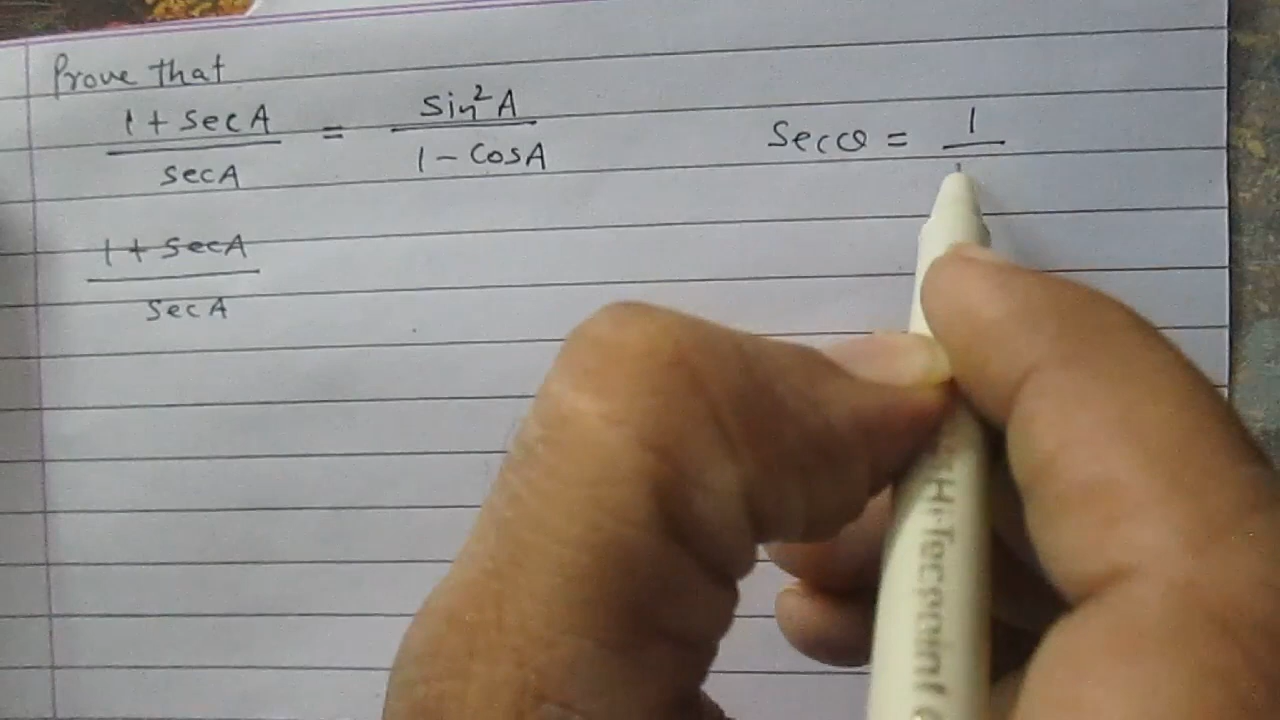 Prove that
1 + secA / secA = sin²A / 1 - cosA
Secθ = 1 /
1 + secA / secA
Hi-Tecpoint